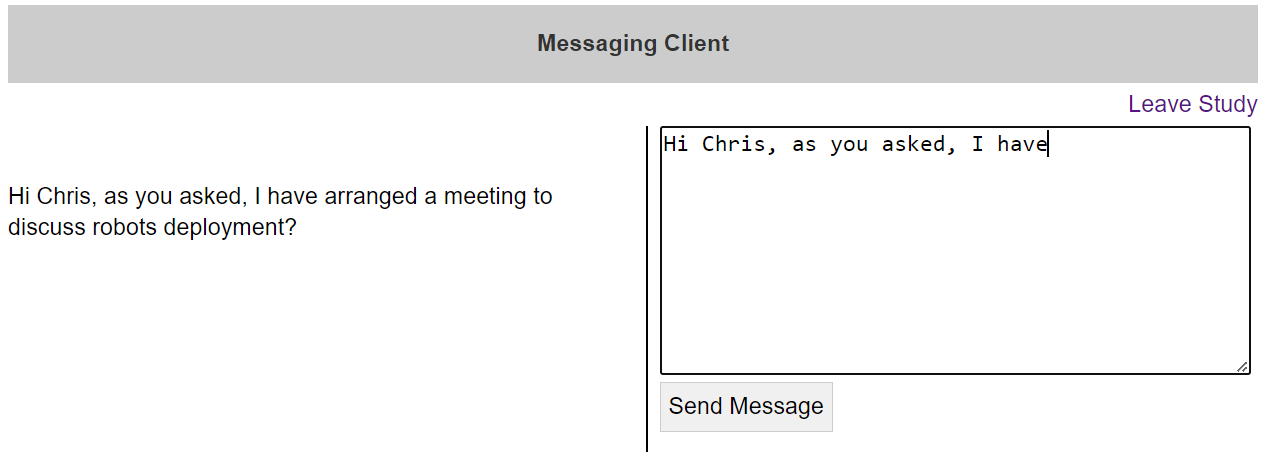 Messaging Client
Leave Study
Hi Chris, as you asked, I have arranged a meeting to
discuss robots deployment?
Hi Chris, as you asked, I have
Send Message